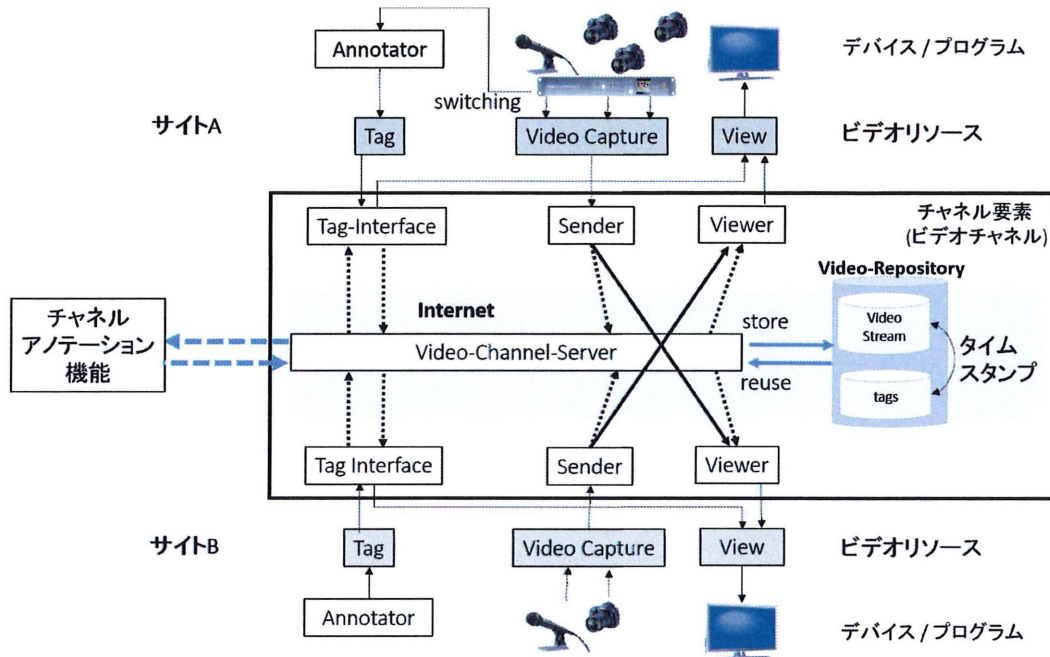 Annotator
デバイス / プログラム
switching
サイトA
Tag
Video Capture
View
ビデオリソース
Tag-Interface
Sender
Viewer
チャネル要素
(ビデオチャネル)
Video-Repository
チャネル
アノテーション
機能
Internet
Video-Channel-Server
store
reuse
Video
Stream
tags
タイム
スタンプ
Tag Interface
Sender
Viewer
サイトB
Tag
Video Capture
View
ビデオリソース
Annotator
デバイス / プログラム